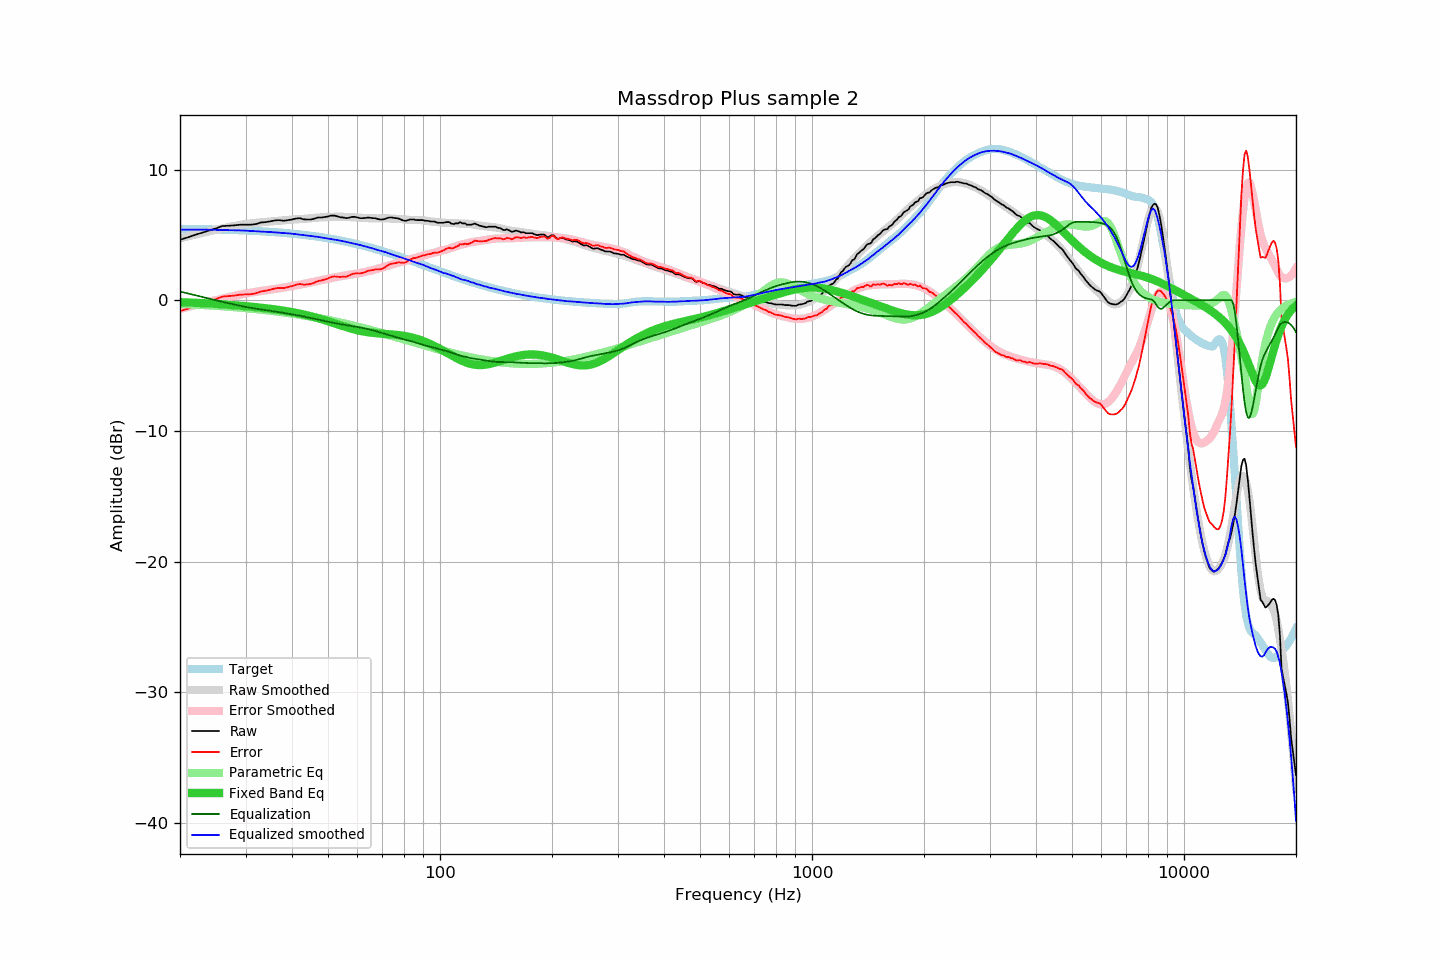 Massdrop Plus sample 2
10
0
−10
−20
−30
−40
Amplitude (dBr)
Target
Raw Smoothed
Error Smoothed
Raw
Error
Parametric Eq
Fixed Band Eq
Equalization
Equalized smoothed
100
1000
10000
Frequency (Hz)